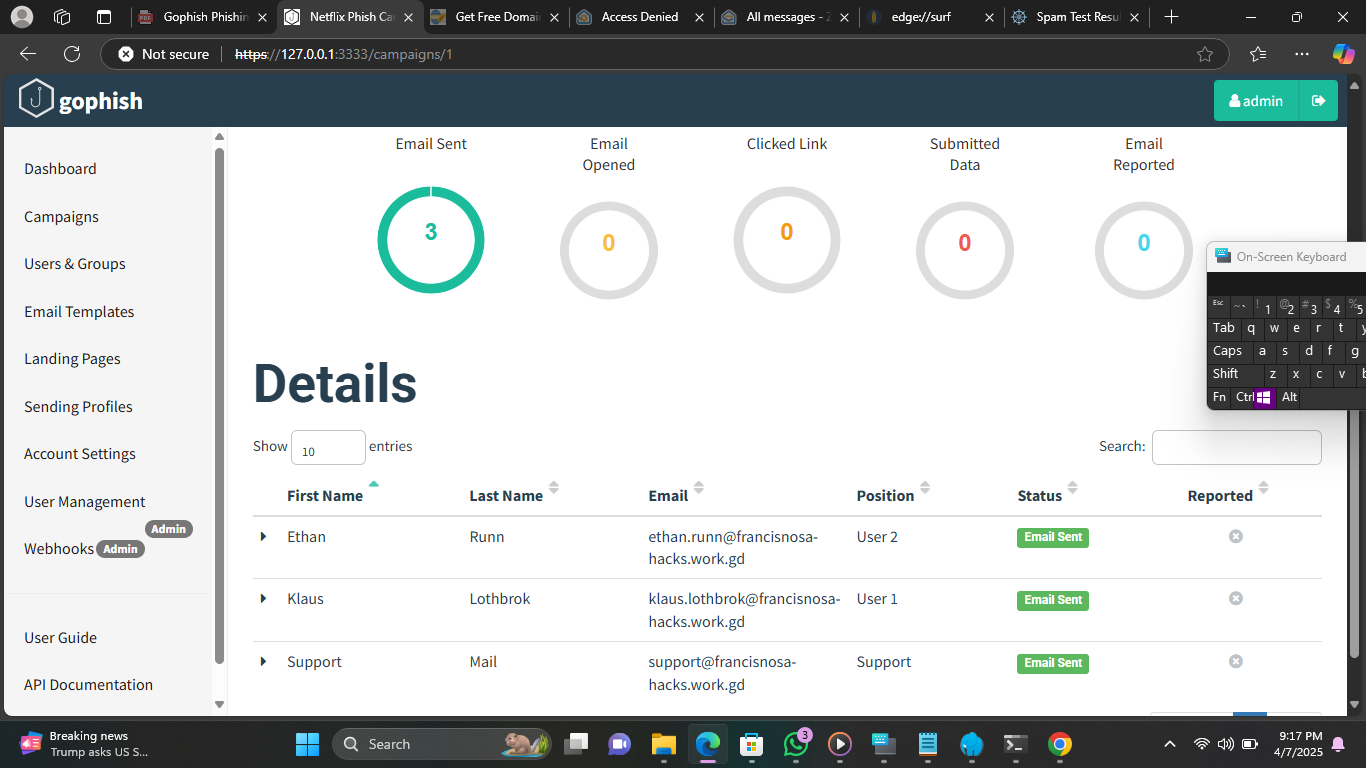 Gophish Phishin
Netflix Phish Ca
Get Free Domai
Access Denied
All messages - Z
edge://surf
Spam Test Resu
Not secure
https://127.0.0.1:3333/campaigns/1
gophish
admin
Dashboard
Campaigns
Users & Groups
Email Templates
Landing Pages
Sending Profiles
Account Settings
User Management
Admin
Webhooks Admin
User Guide
API Documentation
Email Sent
3
Email
Opened
0
Clicked Link
0
Submitted
Data
0
Email
Reported
0
Details
Show 10 entries
Search:
First Name Last Name Email Position Status Reported
Ethan Runn ethan.runn@francisnosa-
hacks.work.gd User 2 Email Sent
Klaus Lothbrok klaus.lothbrok@francisnosa-
hacks.work.gd User 1 Email Sent
Support Mail support@francisnosa-
hacks.work.gd Support Email Sent
On-Screen Keyboard
Esc ~ ` ! 1 @ 2 # 3 $ 4 % 5
Tab q w e r t y
Caps a s d f g
Shift z x c v b
Fn Ctrl Alt
Breaking news
Trump asks US S...
Search
3
9:17 PM
4/7/2025